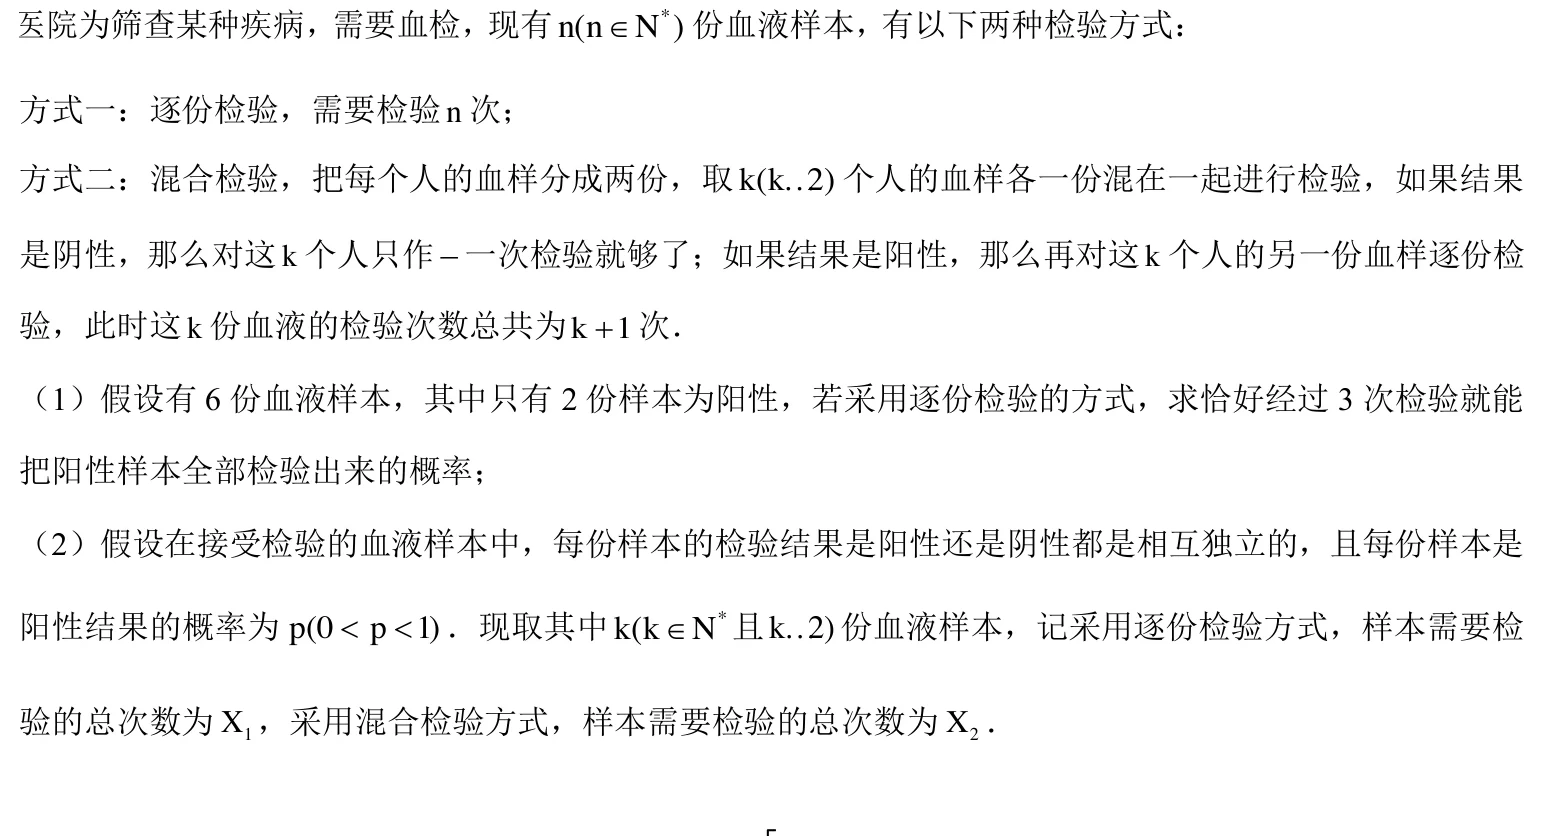 医院为筛查某种疾病，需要血检，现有 n(n∈N*) 份血液样本，有以下两种检验方式：
方式一：逐份检验，需要检验 n 次；
方式二：混合检验，把每个人的血样分成两份，取 k(k‥2) 个人的血样各一份混在一起进行检验，如果结果
是阴性，那么对这 k 个人只作－一次检验就够了；如果结果是阳性，那么再对这 k 个人的另一份血样逐份检
验，此时这 k 份血液的检验次数总共为 k+1 次．
（1）假设有 6 份血液样本，其中只有 2 份样本为阳性，若采用逐份检验的方式，求恰好经过 3 次检验就能
把阳性样本全部检验出来的概率；
（2）假设在接受检验的血液样本中，每份样本的检验结果是阳性还是阴性都是相互独立的，且每份样本是
阳性结果的概率为 p(0<p<1)．现取其中 k(k∈N* 且 k‥2) 份血液样本，记采用逐份检验方式，样本需要检
验的总次数为 X₁，采用混合检验方式，样本需要检验的总次数为 X₂．